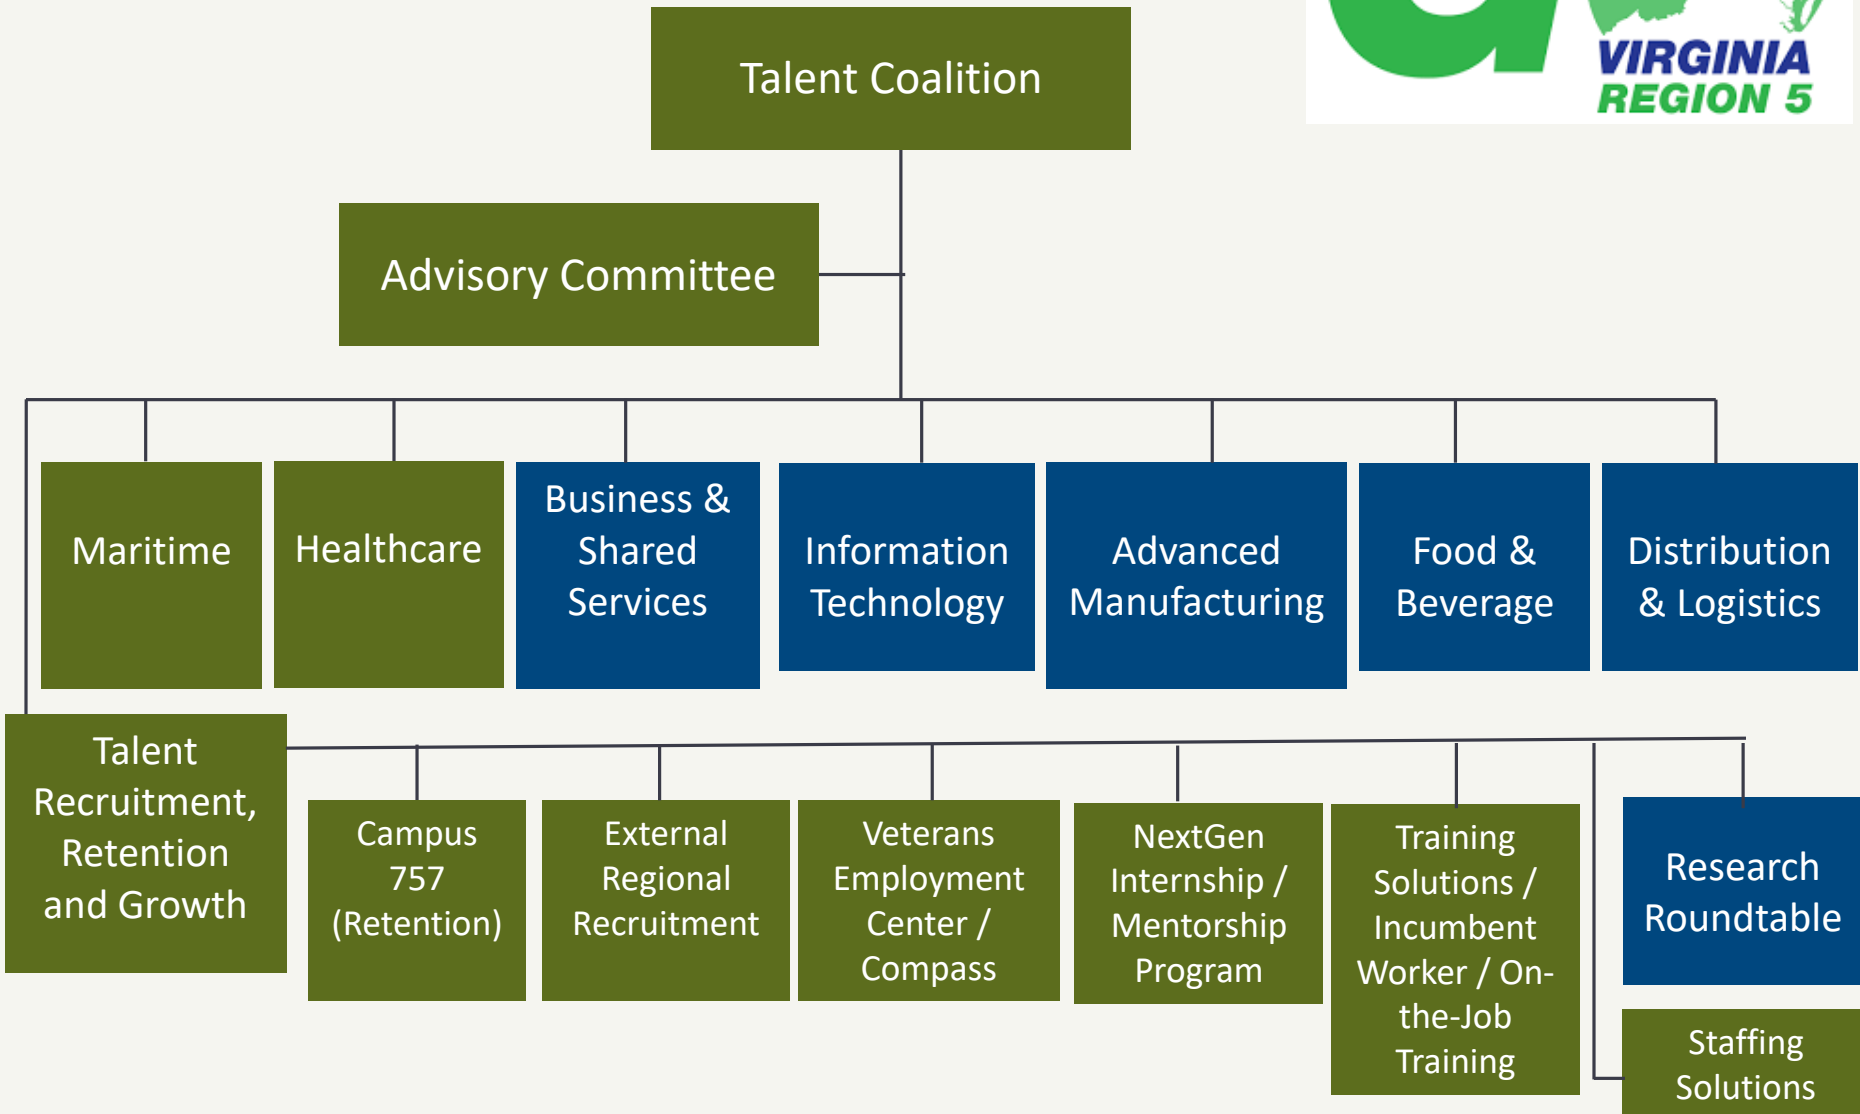 VIRGINIA
REGION 5
Talent Coalition
Advisory Committee
Maritime
Healthcare
Business &
Shared
Services
Information
Technology
Advanced
Manufacturing
Food &
Beverage
Distribution
& Logistics
Talent
Recruitment,
Retention
and Growth
Campus
757
(Retention)
External
Regional
Recruitment
Veterans
Employment
Center /
Compass
NextGen
Internship /
Mentorship
Program
Training
Solutions /
Incumbent
Worker / On-
the-Job
Training
Research
Roundtable
Staffing
Solutions